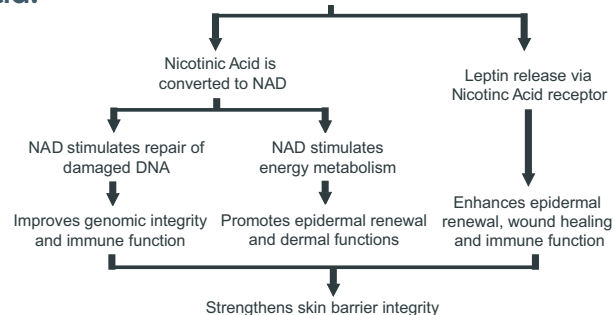 Nicotinic Acid is
converted to NAD
Leptin release via
Nicotinc Acid receptor
NAD stimulates repair of
damaged DNA
NAD stimulates
energy metabolism
Improves genomic integrity
and immune function
Promotes epidermal renewal
and dermal functions
Enhances epidermal
renewal, wound healing
and immune function
Strengthens skin barrier integrity